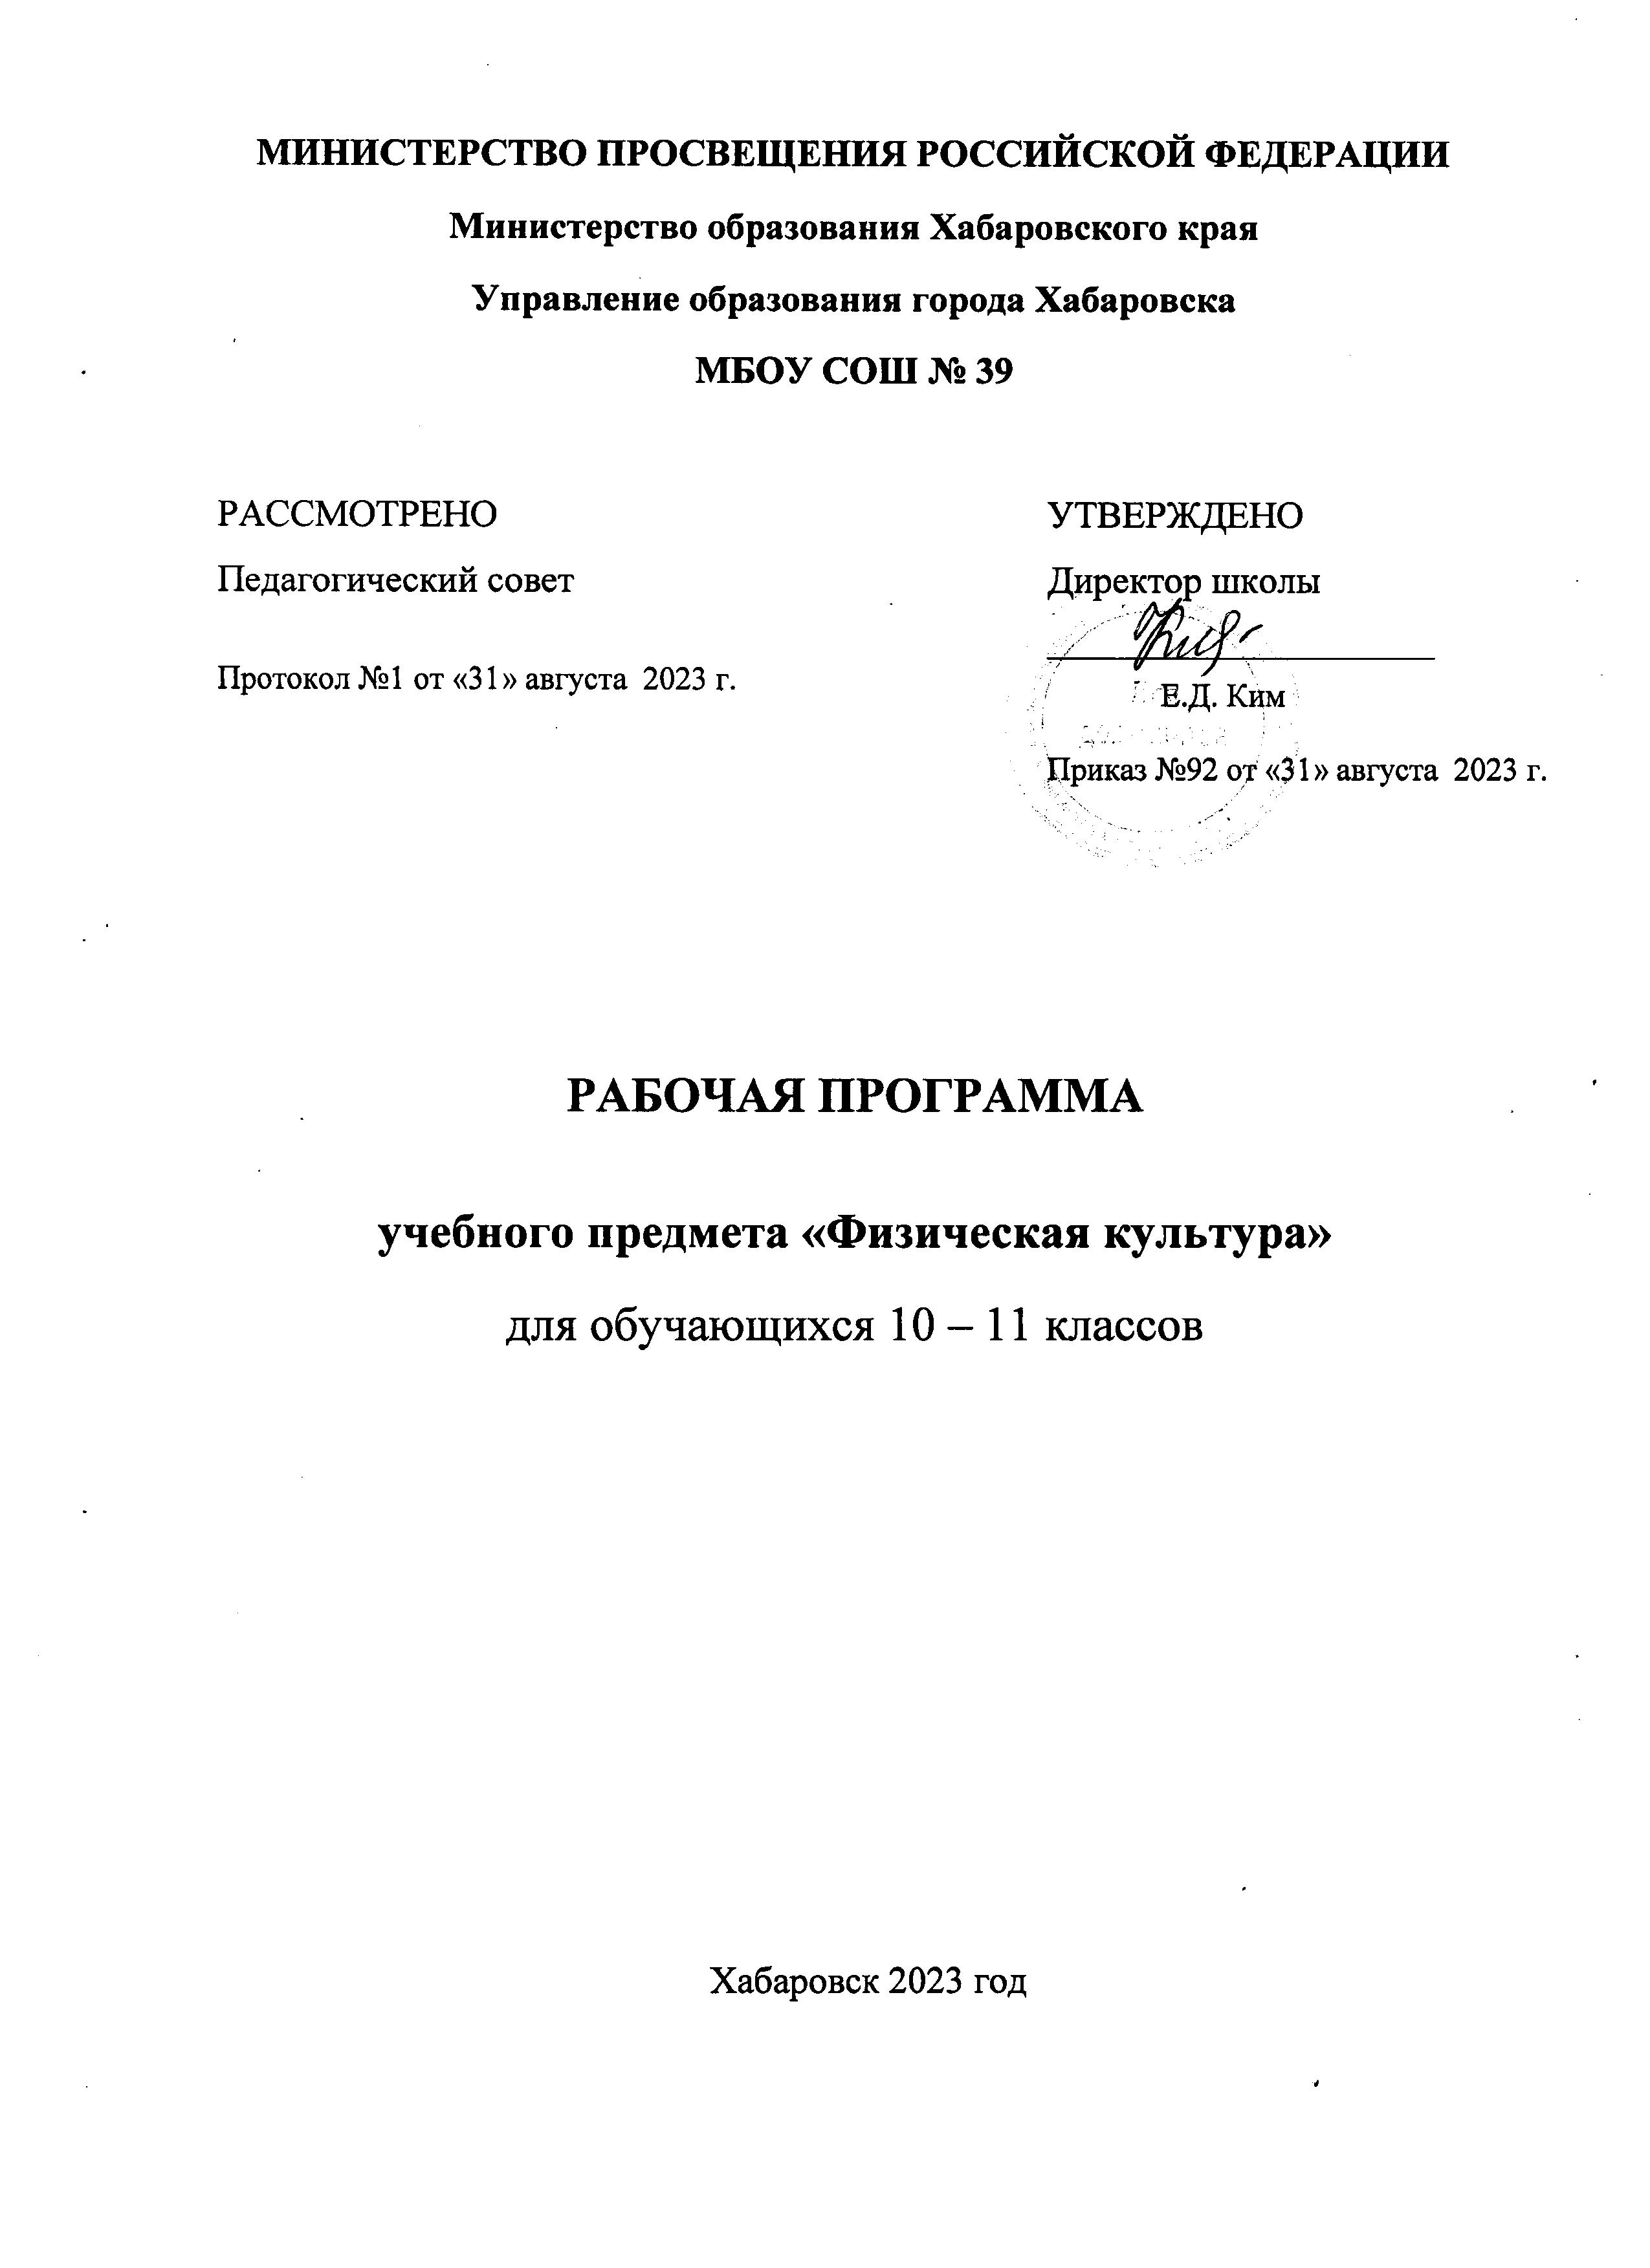 МИНИСТЕРСТВО ПРОСВЕЩЕНИЯ РОССИЙСКОЙ ФЕДЕРАЦИИ
Министерство образования Хабаровского края
Управление образования города Хабаровска
МБОУ СОШ № 39
РАССМОТРЕНО
Педагогический совет
Протокол №1 от «31» августа 2023 г.
УТВЕРЖДЕНО
Директор школы
Е.Д. Ким
Приказ №92 от «31» августа 2023 г.
РАБОЧАЯ ПРОГРАММА
учебного предмета «Физическая культура»
для обучающихся 10 – 11 классов
Хабаровск 2023 год